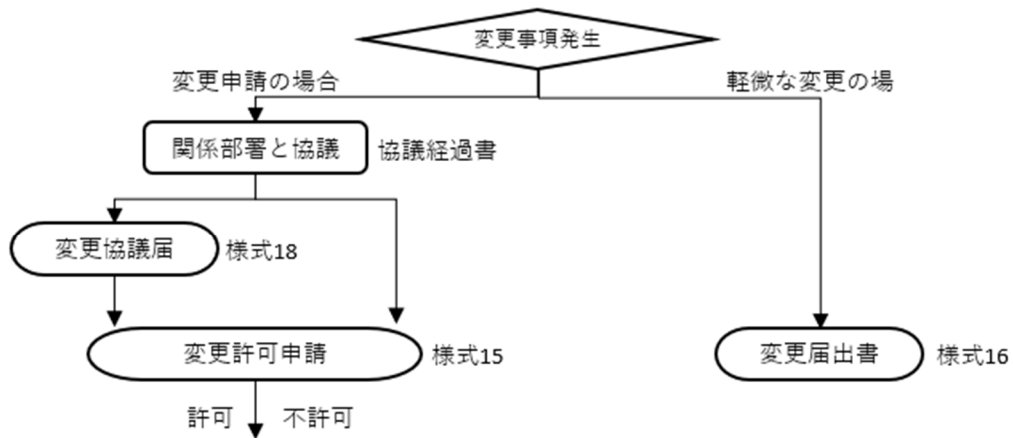 変更事項発生
変更申請の場合
軽微な変更の場
関係部署と協議
協議経過書
変更協議届
様式18
変更許可申請
様式15
変更届出書
様式16
許可
不許可